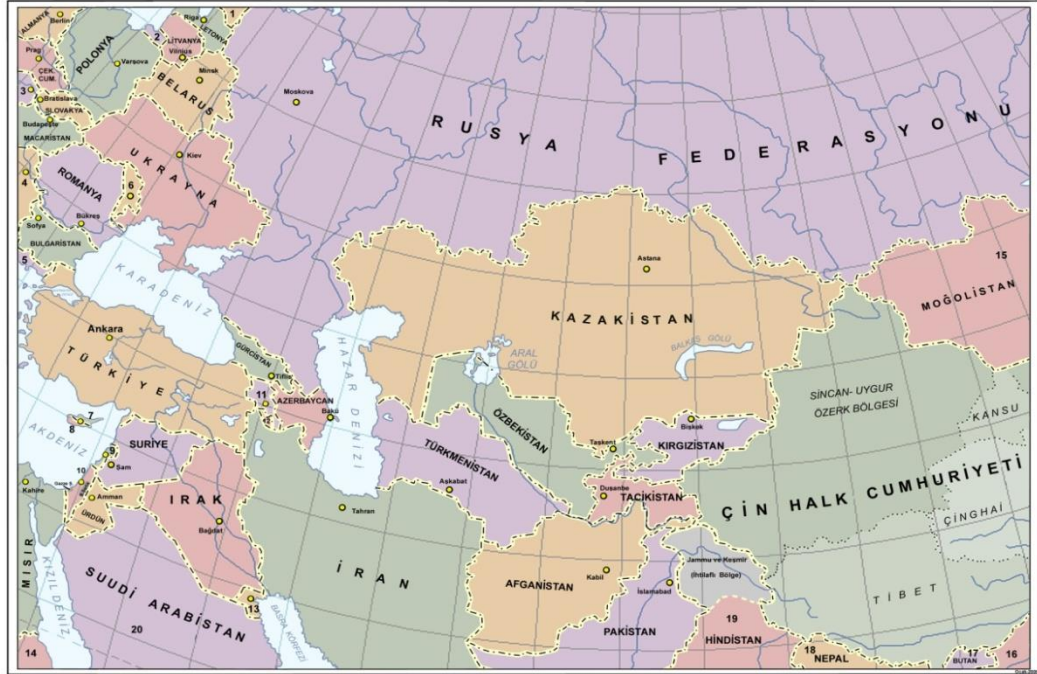 ALMANYA
Berlin
Riga
LETONYA
1
POLONYA
2
LİTVANYA
Vilnius
Prag
ÇEK.
CUM.
Varşova
Minsk
BELARUS
Moskova
RUSYA FEDERASYONU
3
Bratislava
SLOVAKYA
Budapeşte
MACARİSTAN
UKRAYNA
Kiev
4
ROMANYA
6
Bükreş
Sofya
BULGARİSTAN
5
KARADENİZ
Astana
15
MOĞOLİSTAN
KAZAKİSTAN
Ankara
TÜRKİYE
GÜRCİSTAN
Tiflis
HAZAR DENİZİ
ARAL
GÖLÜ
BALKAŞ GÖLÜ
11
AZERBAYCAN
Bakü
12
ÖZBEKİSTAN
SİNCAN- UYGUR
ÖZERK BÖLGESİ
KANSU
7
8
AKDENİZ
SURİYE
9
Şam
TÜRKMENİSTAN
Taşkent
Bişkek
KIRGIZİSTAN
10
Kahire
Amman
ÜRDÜN
IRAK
Bağdat
Aşkabat
Tahran
Duşanbe
TACİKİSTAN
ÇİN HALK CUMHURİYETİ
ÇİNGHAI
MISIR
KIZIL DENİZ
SUUDİ ARABİSTAN
İRAN
AFGANİSTAN
Kabil
Jammu ve Keşmir
(İhtilaflı Bölge)
İslamabad
TİBET
13
BASRA KÖRFEZİ
20
PAKİSTAN
19
HİNDİSTAN
14
18
NEPAL
17
BUTAN
16